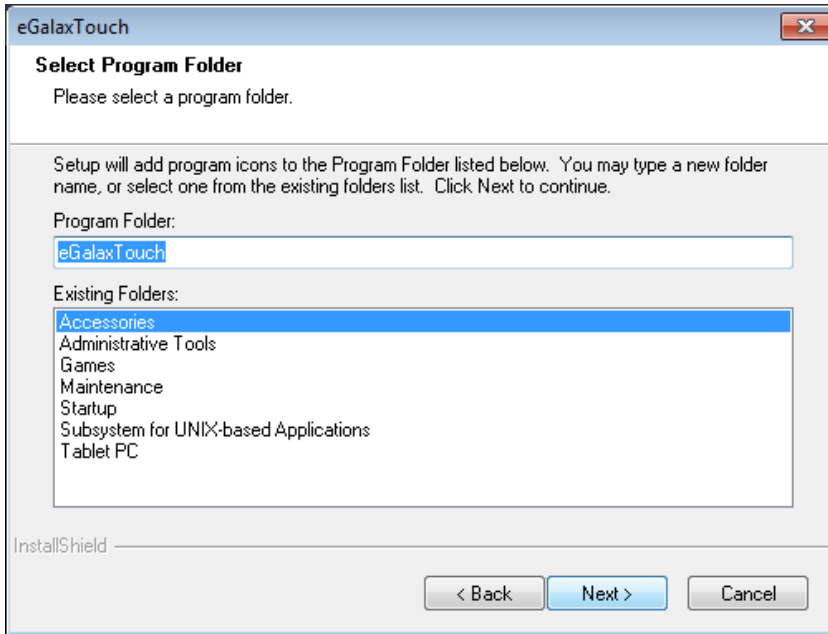 eGalaxTouch
Select Program Folder
Please select a program folder.
Setup will add program icons to the Program Folder listed below.  You may type a new folder
name, or select one from the existing folders list.  Click Next to continue.
Program Folder:
eGalaxTouch
Existing Folders:
Accessories
Administrative Tools
Games
Maintenance
Startup
Subsystem for UNIX-based Applications
Tablet PC
InstallShield
< Back
Next >
Cancel